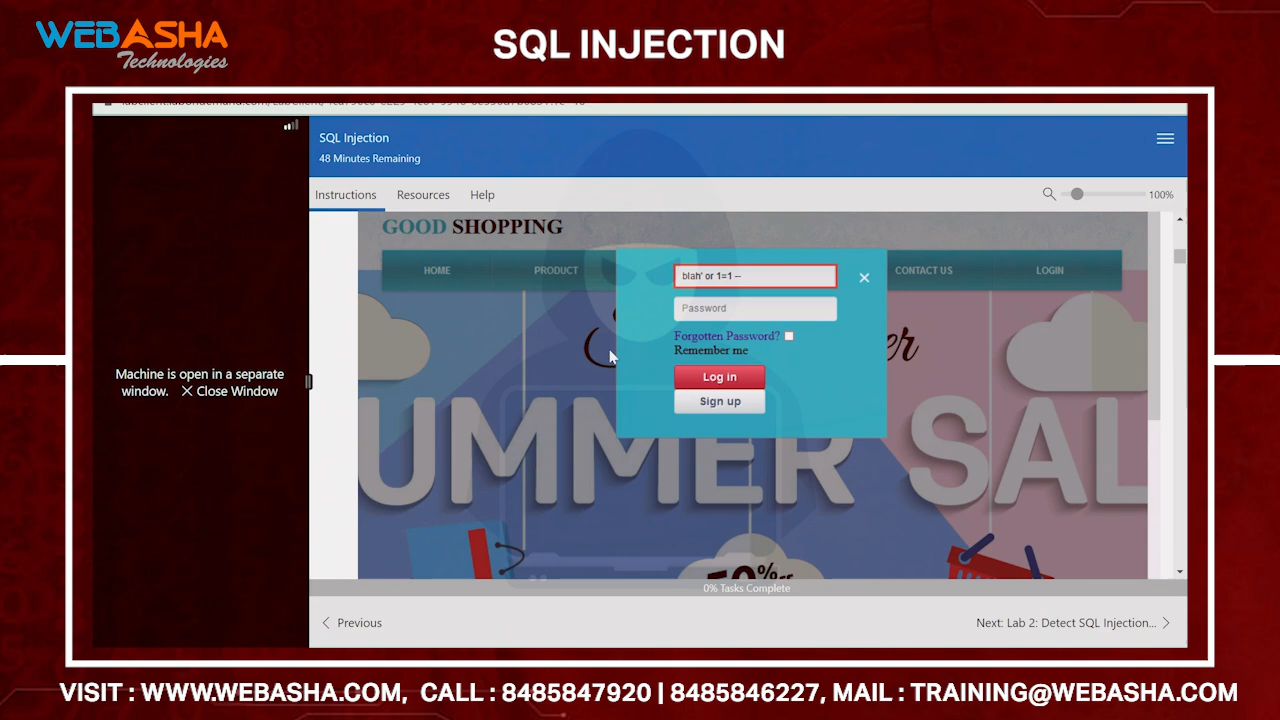 WEBASHA
Technologies
SQL INJECTION
SQL Injection
48 Minutes Remaining
Instructions Resources Help
100%
GOOD SHOPPING
HOME PRODUCT CONTACT US LOGIN
blah' or 1=1 --
Password
Forgotten Password?
Remember me
Log in
Sign up
Machine is open in a separate
window. Close Window
UMMER SAL
50%
0% Tasks Complete
Previous
Next: Lab 2: Detect SQL Injection...
VISIT : WWW.WEBASHA.COM, CALL : 8485847920 | 8485846227, MAIL : TRAINING@WEBASHA.COM